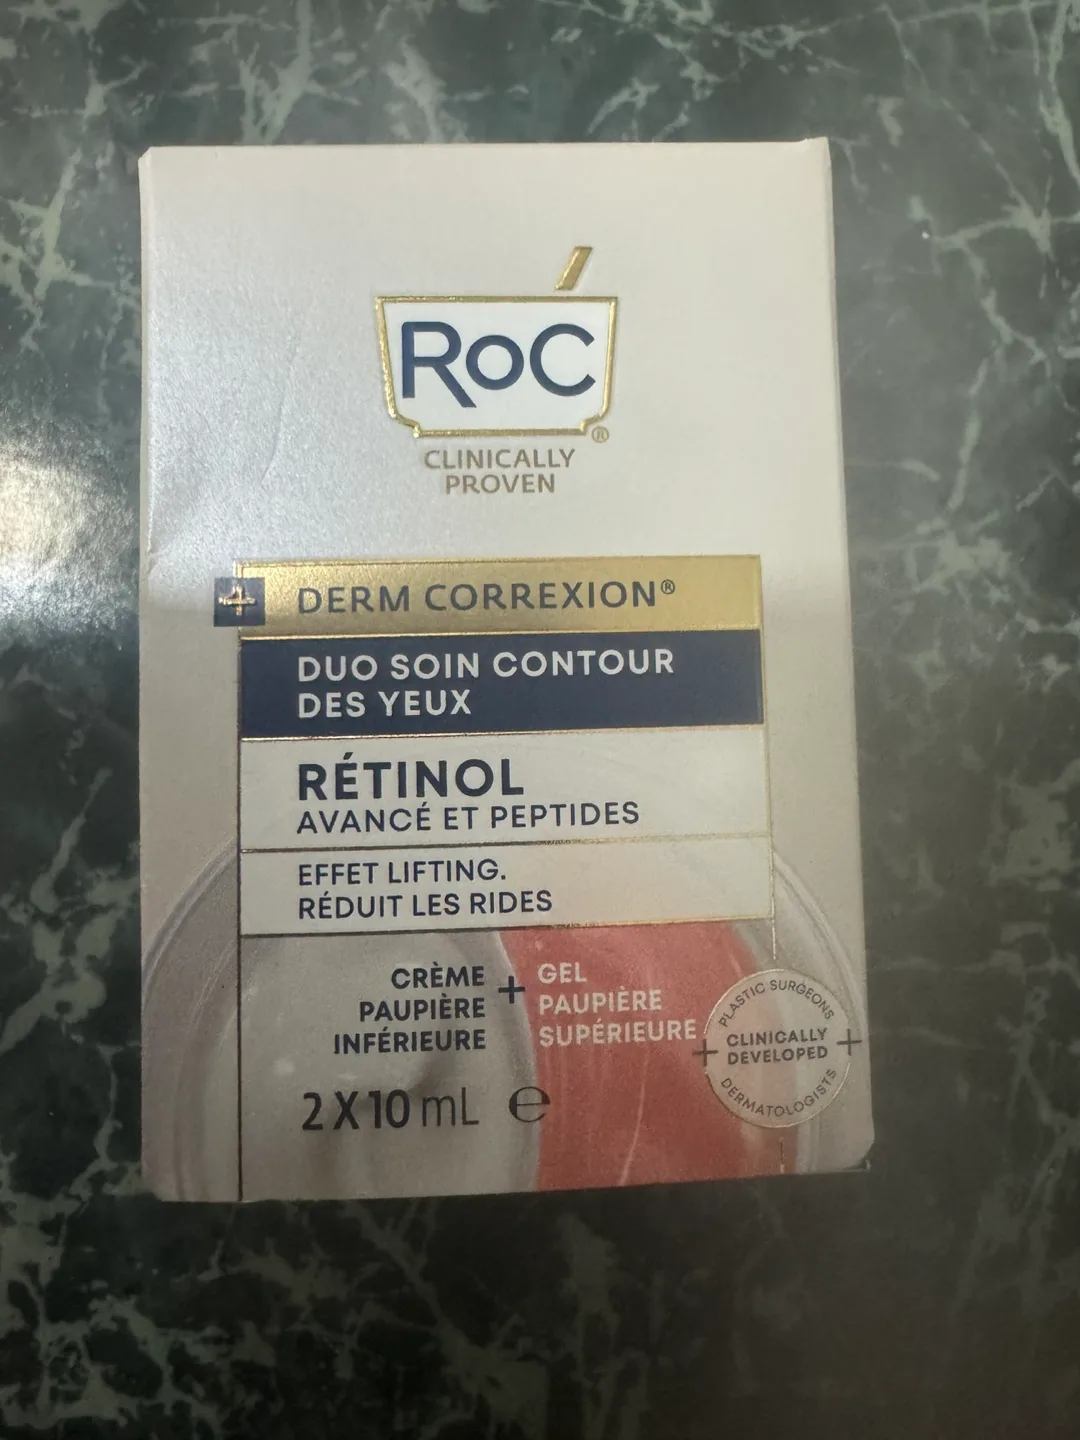 RoC
®
CLINICALLY
PROVEN
DERM CORREXION®
DUO SOIN CONTOUR
DES YEUX
RÉTINOL
AVANCÉ ET PEPTIDES
EFFET LIFTING.
RÉDUIT LES RIDES
CRÈME
PAUPIÈRE
INFÉRIEURE
+
GEL
PAUPIÈRE
SUPÉRIEURE
PLASTIC SURGEONS
+ CLINICALLY +
DEVELOPED
DERMATOLOGISTS
2 X 10 mL ℮